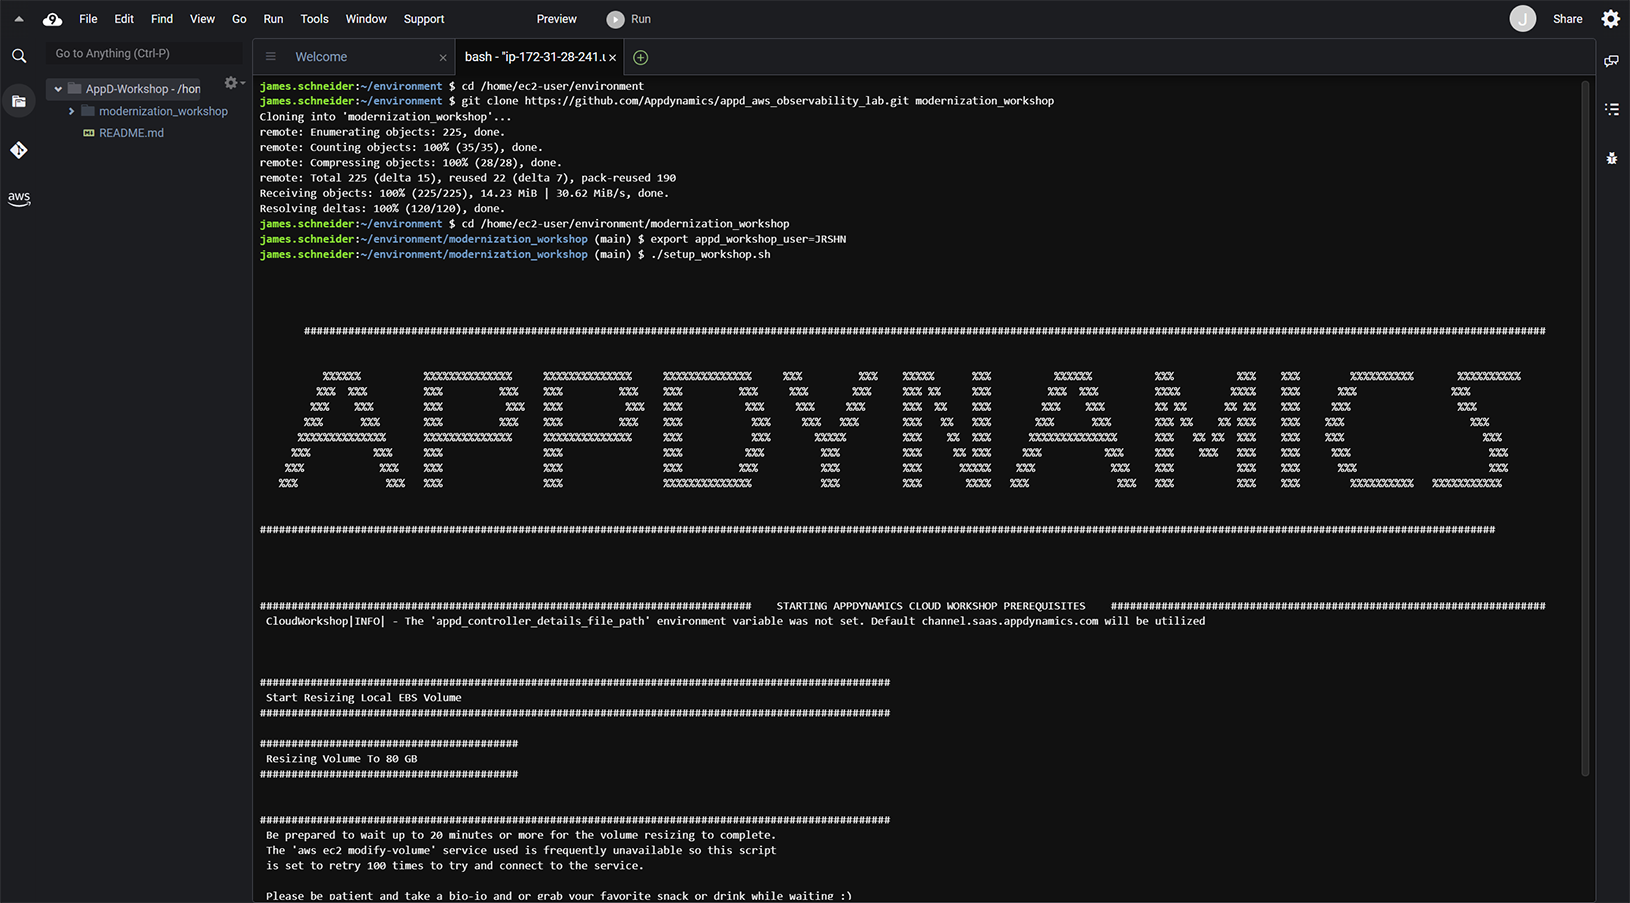 File Edit Find View Go Run Tools Window Support Preview Run J Share
Go to Anything (Ctrl-P)
Welcome
bash - "ip-172-31-28-241.u
AppD-Workshop - /hon
modernization_workshop
README.md
aws
james.schneider:~/environment $ cd /home/ec2-user/environment
james.schneider:~/environment $ git clone https://github.com/Appdynamics/appd_aws_observability_lab.git modernization_workshop
Cloning into 'modernization_workshop'...
remote: Enumerating objects: 225, done.
remote: Counting objects: 100% (35/35), done.
remote: Compressing objects: 100% (28/28), done.
remote: Total 225 (delta 15), reused 22 (delta 7), pack-reused 190
Receiving objects: 100% (225/225), 14.23 MiB | 30.62 MiB/s, done.
Resolving deltas: 100% (120/120), done.
james.schneider:~/environment $ cd /home/ec2-user/environment/modernization_workshop
james.schneider:~/environment/modernization_workshop (main) $ export appd_workshop_user=JRSHN
james.schneider:~/environment/modernization_workshop (main) $ ./setup_workshop.sh
APPDYNAMICS
STARTING APPDYNAMICS CLOUD WORKSHOP PREREQUISITES
CloudWorkshop|INFO| - The 'appd_controller_details_file_path' environment variable was not set. Default channel.saas.appdynamics.com will be utilized
Start Resizing Local EBS Volume
Resizing Volume To 80 GB
Be prepared to wait up to 20 minutes or more for the volume resizing to complete.
The 'aws ec2 modify-volume' service used is frequently unavailable so this script
is set to retry 100 times to try and connect to the service.
Please be patient and take a bio-io and or grab your favorite snack or drink while waiting :)